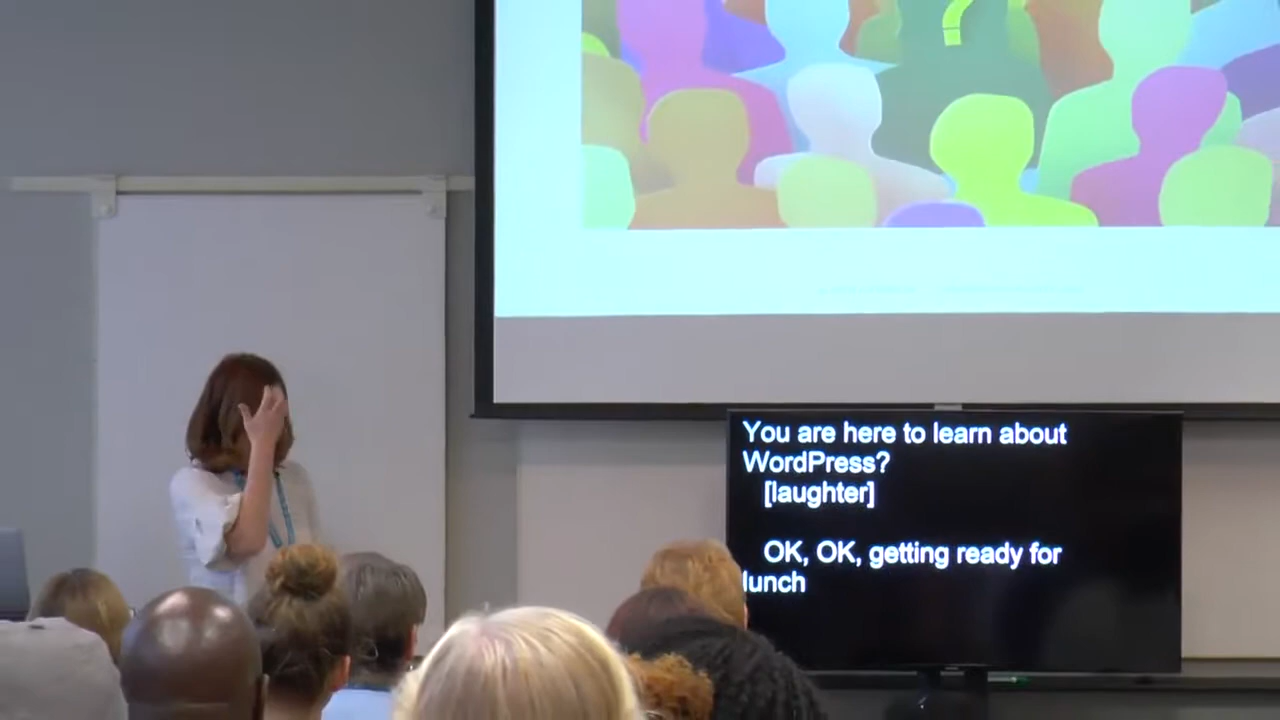 ?
You are here to learn about
WordPress?
[laughter]
OK, OK, getting ready for
lunch